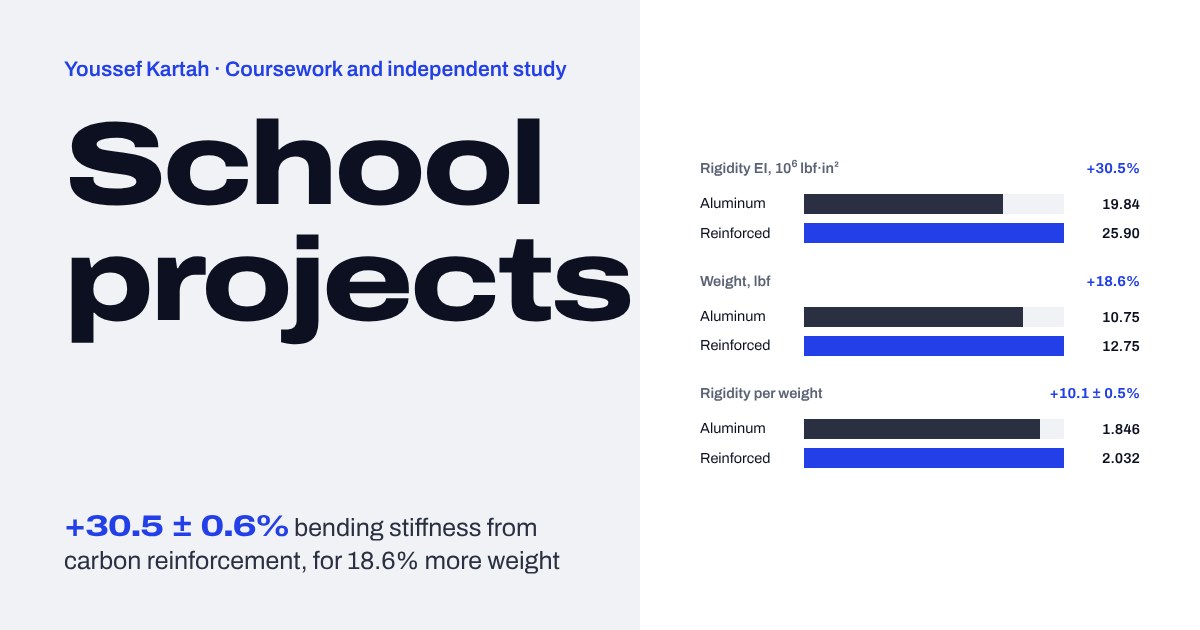 Youssef Kartah · Coursework and independent study
School
projects
+30.5 ± 0.6% bending stiffness from
carbon reinforcement, for 18.6% more weight
Rigidity EI, 10⁶ lbf·in² +30.5%
Aluminum 19.84
Reinforced 25.90
Weight, lbf +18.6%
Aluminum 10.75
Reinforced 12.75
Rigidity per weight +10.1 ± 0.5%
Aluminum 1.846
Reinforced 2.032